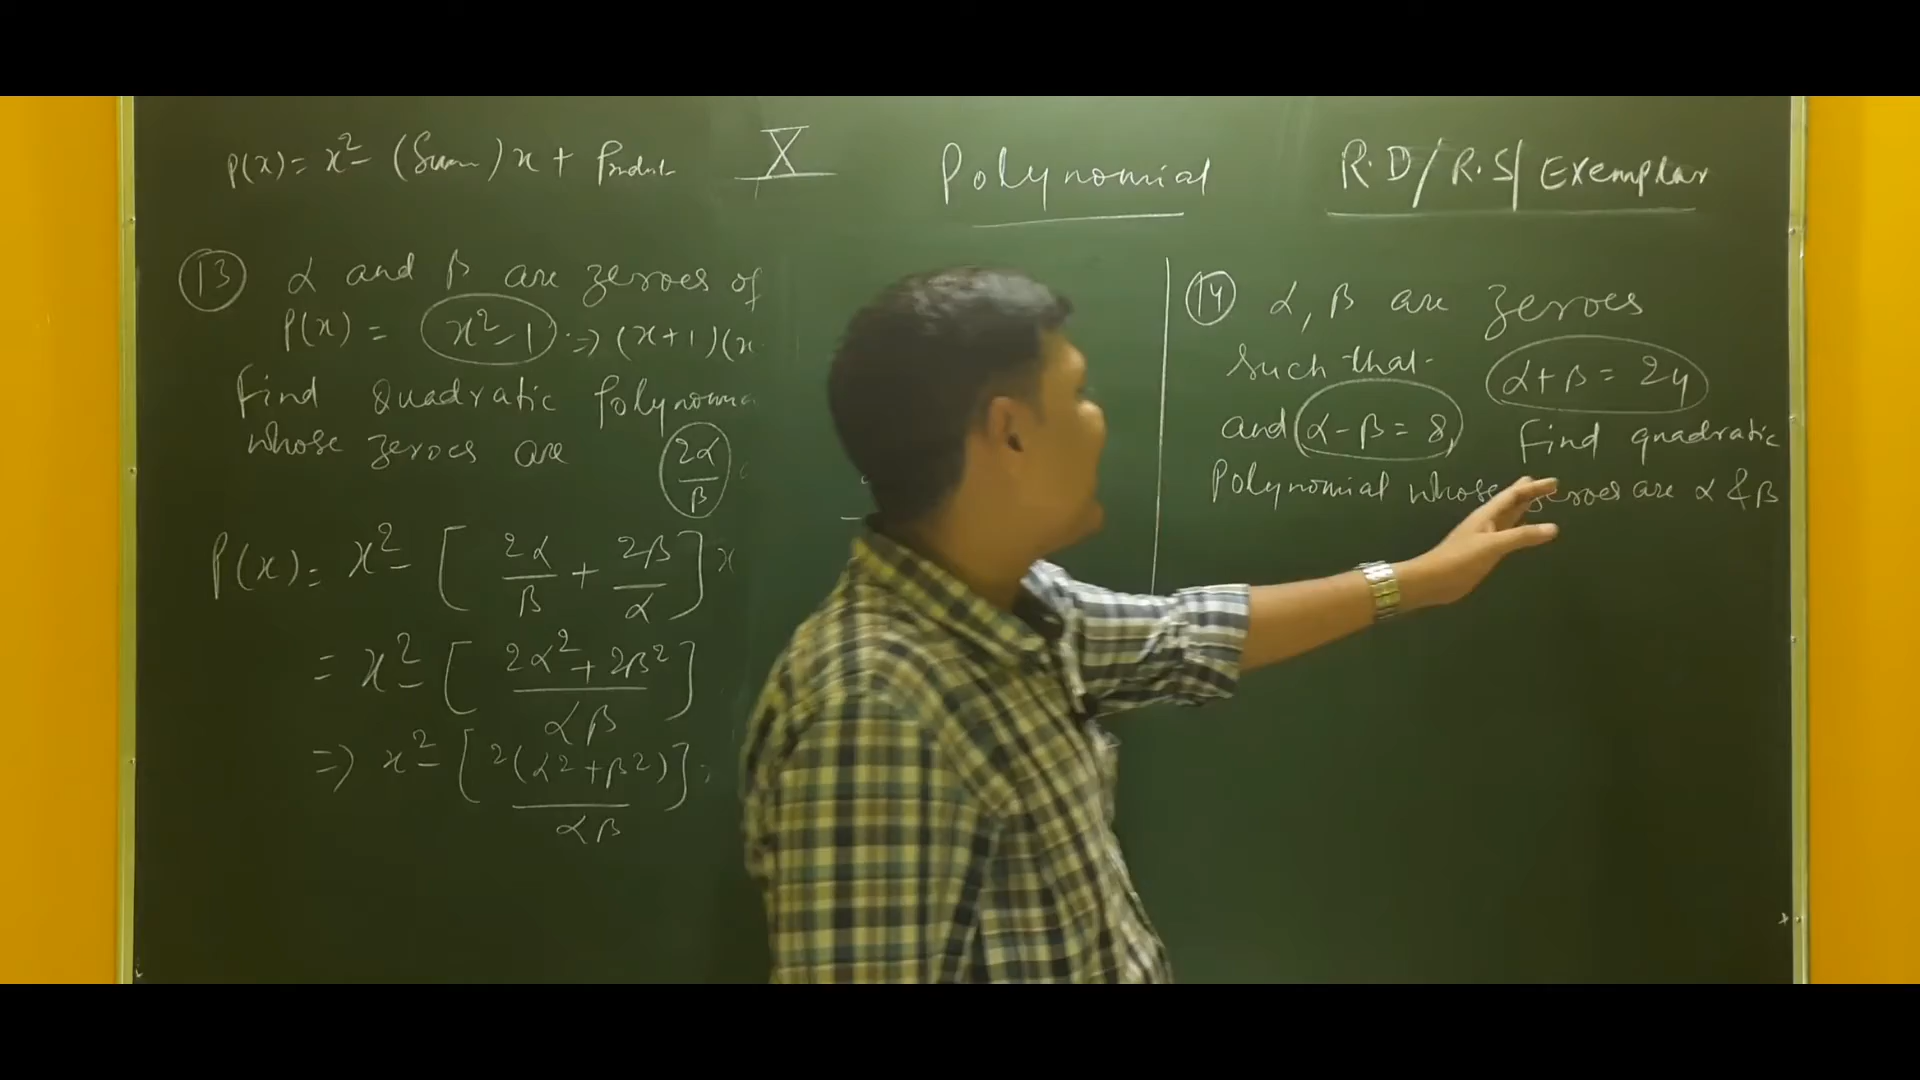 P(x) = x² - (Sum) x + Product
X
Polynomial
R.D/R.S/Exemplar
(13) α and β are zeroes of
P(x) = x²-1 ⇒ (x+1)(x
Find Quadratic Polynomia
whose zeroes are 2α/β
P(x) = x² - [ 2α/β + 2β/α ] x
= x² - [ (2α² + 2β²)/αβ ]
⇒ x² - [ 2(α²+β²)/αβ ]
(14) α, β are zeroes
such that α+β = 24
and α-β = 8, Find quadratic
Polynomial whose zeroes are α & β